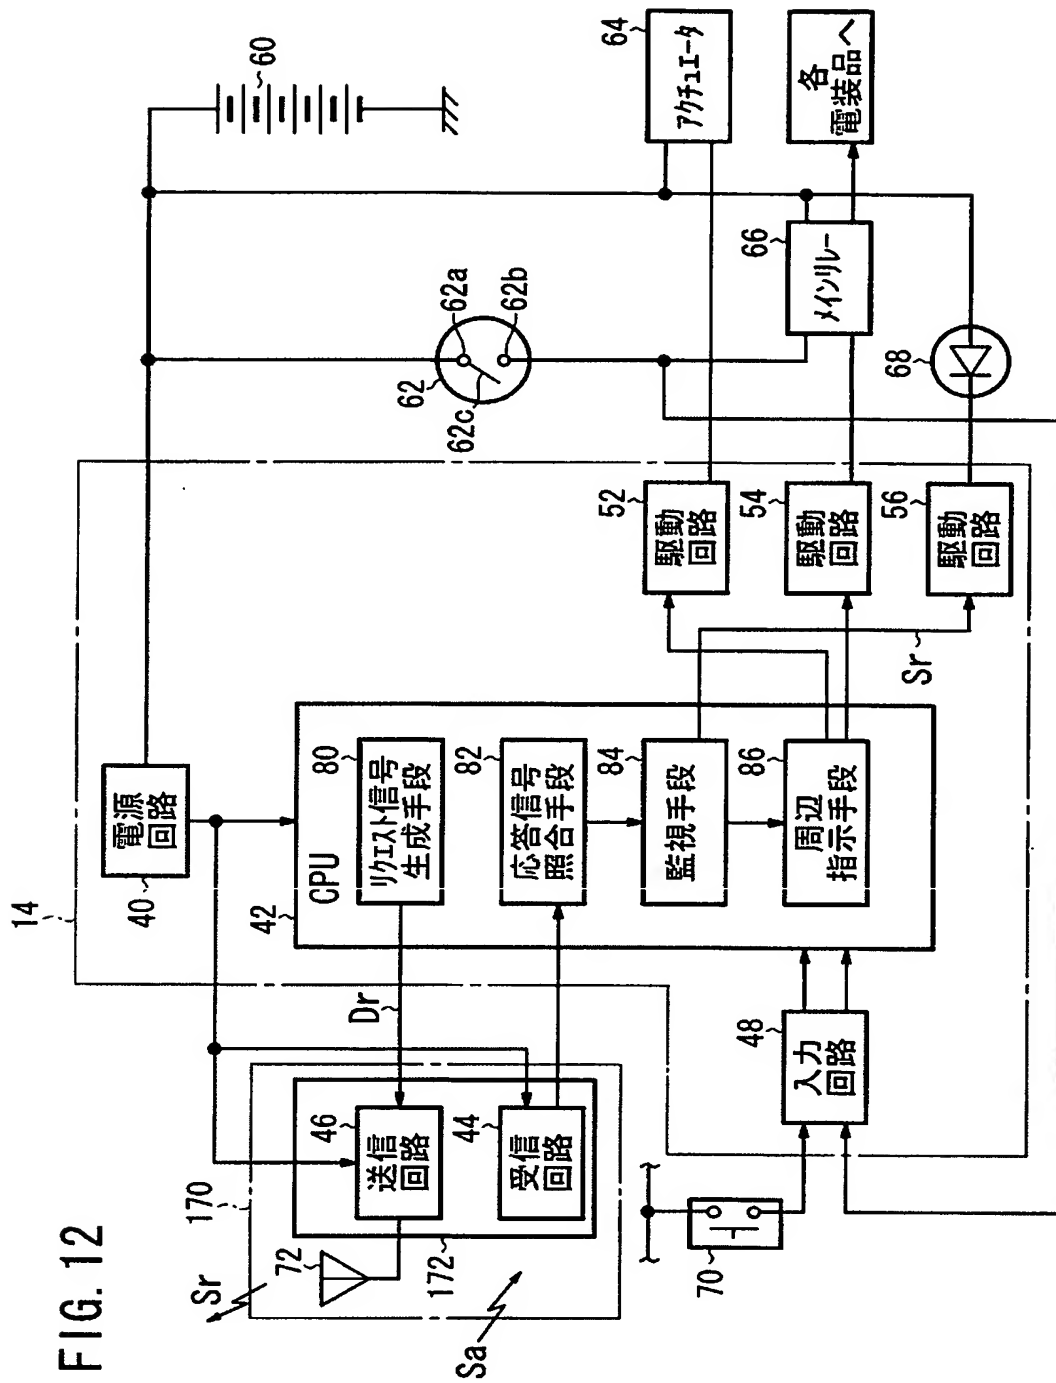 FIG. 12
14
40
電源
回路
60
62
62a
62b
62c
64
アクチュエータ
66
メインリレー
各
電装品へ
68
52
駆動
回路
54
駆動
回路
56
駆動
回路
Sr
42
CPU
80
リクエスト信号
生成手段
82
応答信号
照合手段
84
監視手段
86
周辺
指示手段
Dr
48
入力
回路
170
46
送信
回路
44
受信
回路
72
172
Sr
Sa
70